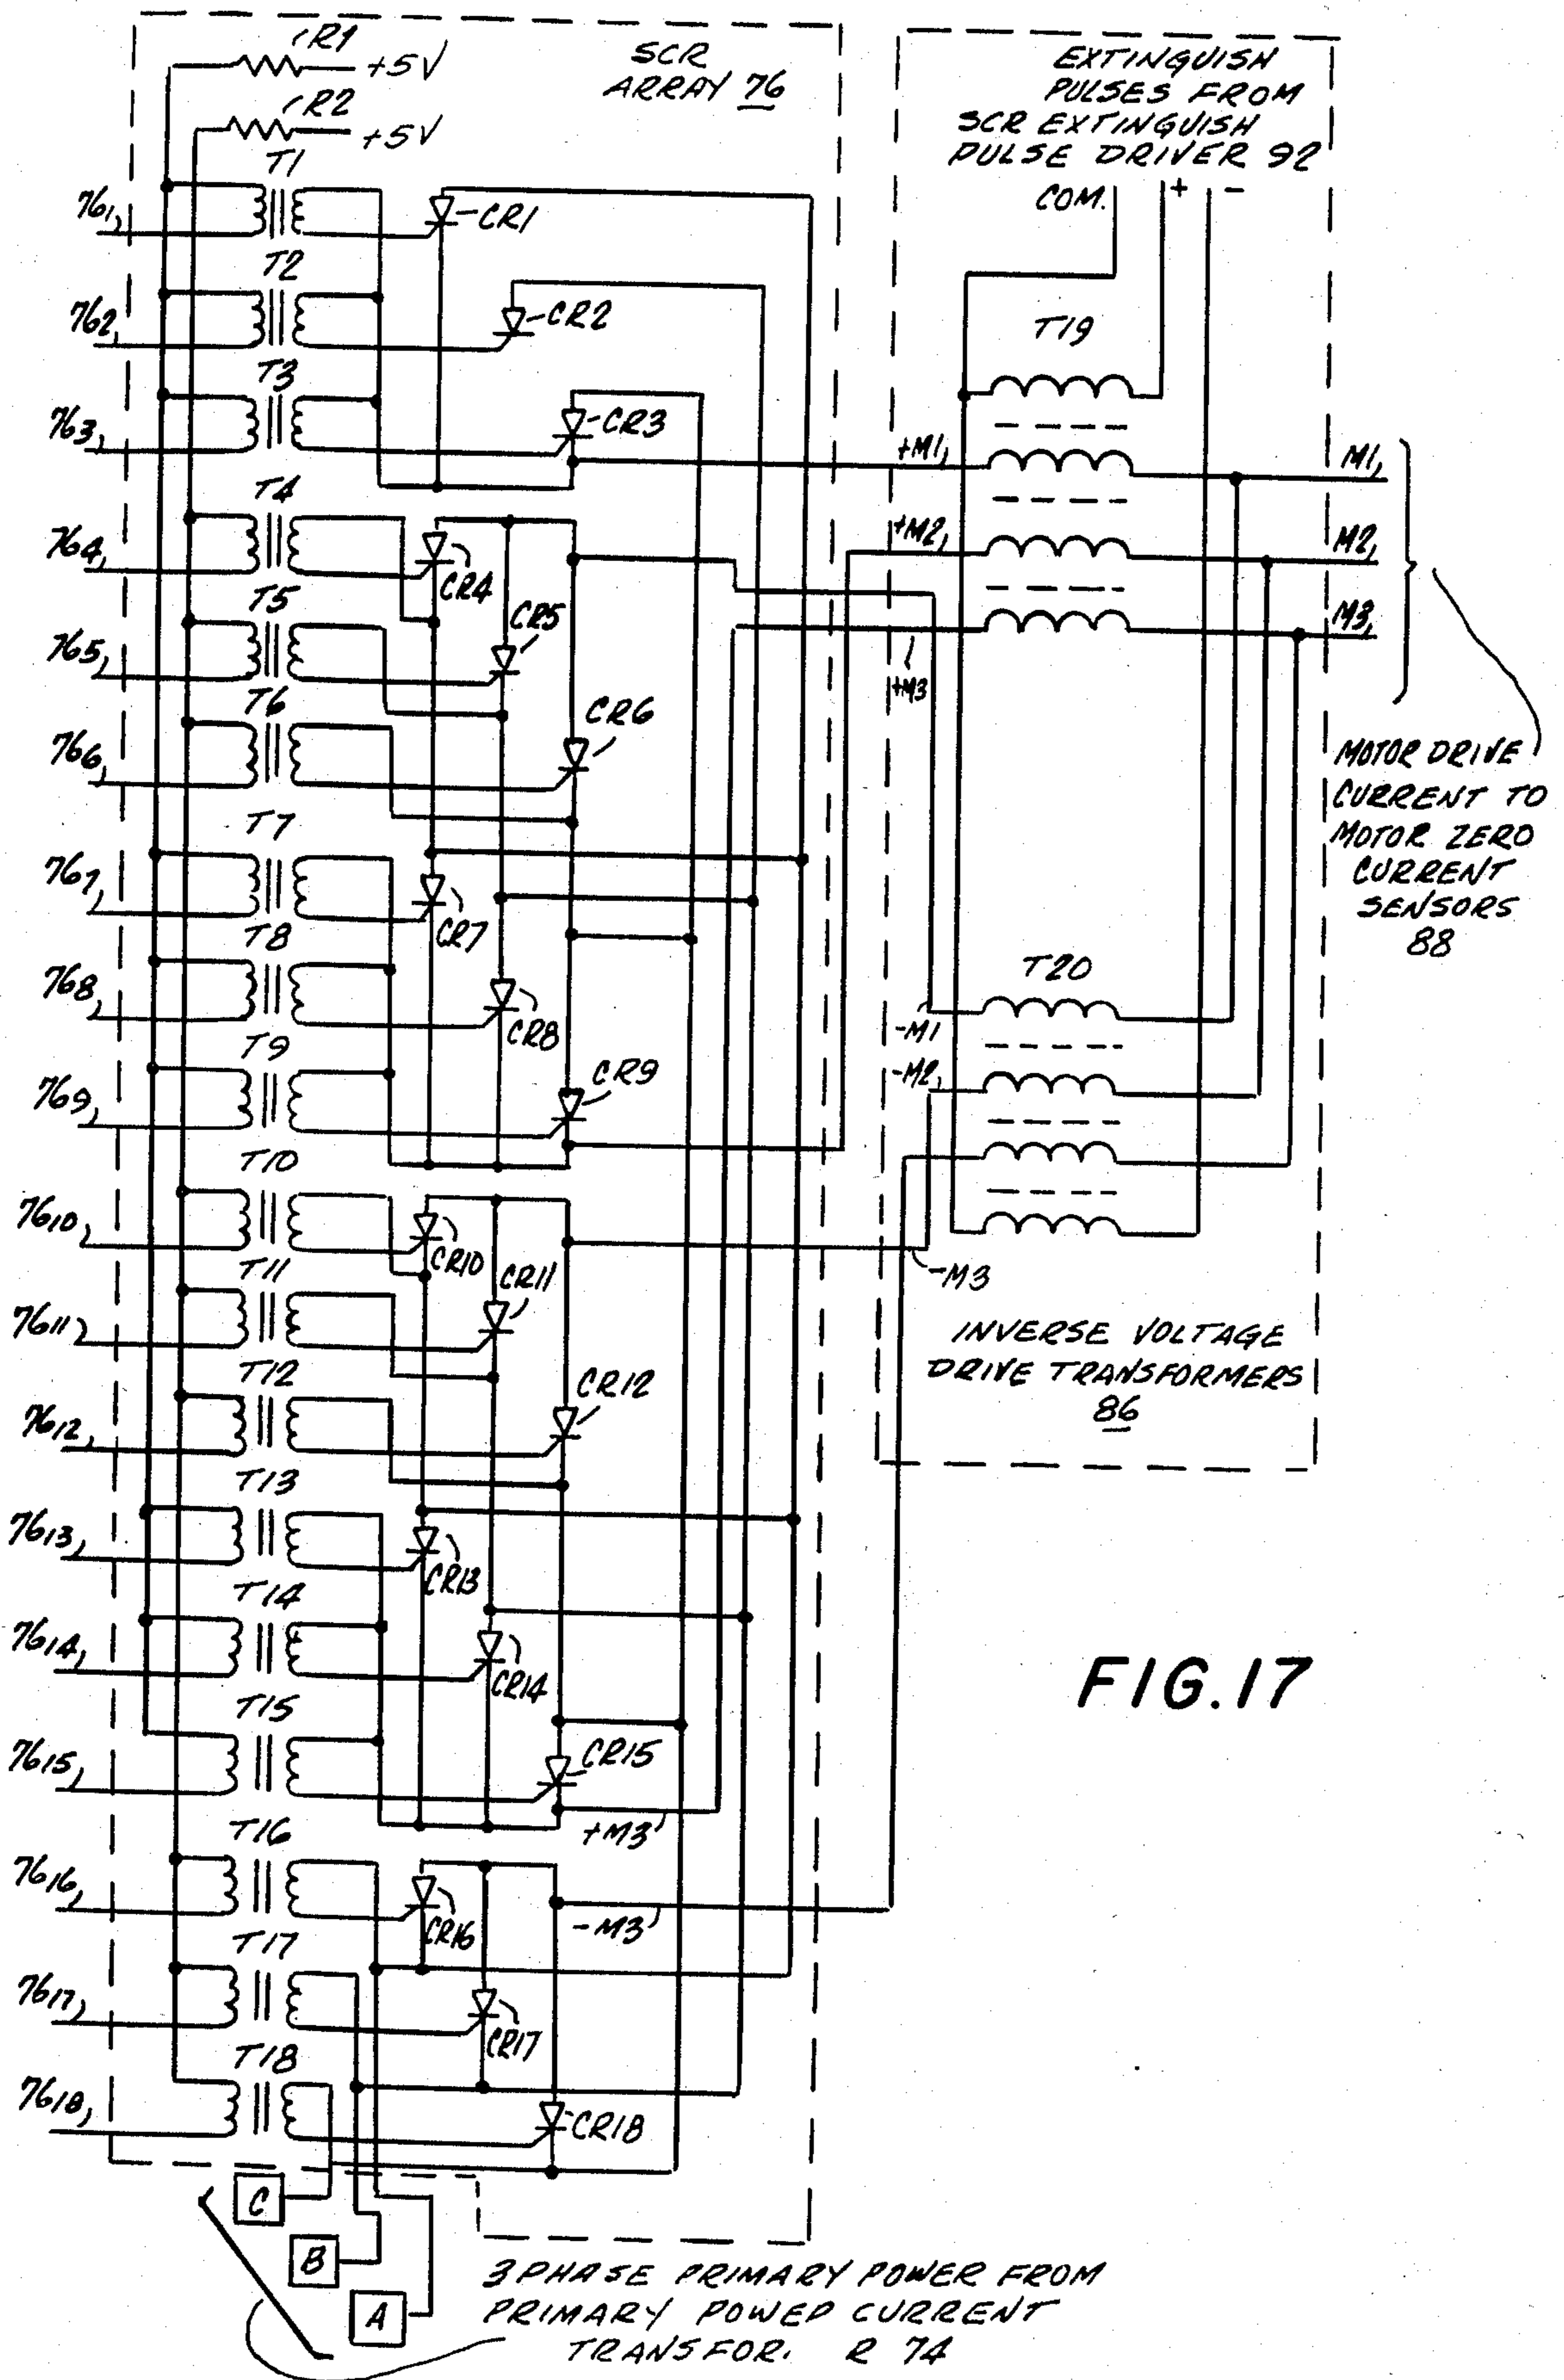 R1
+5V
R2
+5V
SCR
ARRAY 76
EXTINGUISH
PULSES FROM
SCR EXTINGUISH
PULSE DRIVER 92
COM.
+
-
T1
761
CR1
T2
762
CR2
T3
763
CR3
T19
+M1
M1
T4
764
CR4
+M2
M2
T5
765
CR5
+M3
M3
T6
766
CR6
MOTOR DRIVE
CURRENT TO
MOTOR ZERO
CURRENT
SENSORS
88
T7
767
CR7
T8
768
CR8
T20
-M1
T9
769
CR9
-M2
T10
7610
CR10
-M3
T11
7611
CR11
INVERSE VOLTAGE
DRIVE TRANSFORMERS
86
T12
7612
CR12
T13
7613
CR13
T14
7614
CR14
FIG.17
T15
7615
CR15
+M3
T16
7616
CR16
-M3
T17
7617
CR17
T18
7618
CR18
C
B
A
3 PHASE PRIMARY POWER FROM
PRIMARY POWED CURRENT
TRANSFOR. R 74